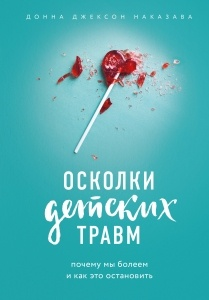 ДОННА ДЖЕКСОН НАКАЗАВА
ОСКОЛКИ
детских
ТРАВМ
почему мы болеем
и как это остановить